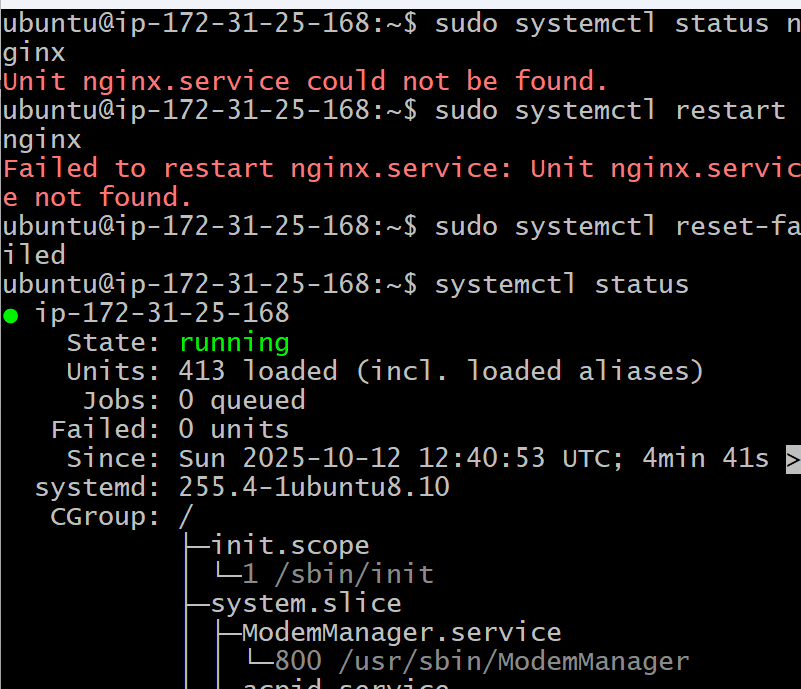 ubuntu@ip-172-31-25-168:~$ sudo systemctl status n
ginx
Unit nginx.service could not be found.
ubuntu@ip-172-31-25-168:~$ sudo systemctl restart
nginx
Failed to restart nginx.service: Unit nginx.servic
e not found.
ubuntu@ip-172-31-25-168:~$ sudo systemctl reset-fa
iled
ubuntu@ip-172-31-25-168:~$ systemctl status
● ip-172-31-25-168
    State: running
    Units: 413 loaded (incl. loaded aliases)
     Jobs: 0 queued
   Failed: 0 units
    Since: Sun 2025-10-12 12:40:53 UTC; 4min 41s >
  systemd: 255.4-1ubuntu8.10
   CGroup: /
           ├─init.scope
           │ └─1 /sbin/init
           ├─system.slice
           │ ├─ModemManager.service
           │ │ └─800 /usr/sbin/ModemManager
           │ │ acpid.service